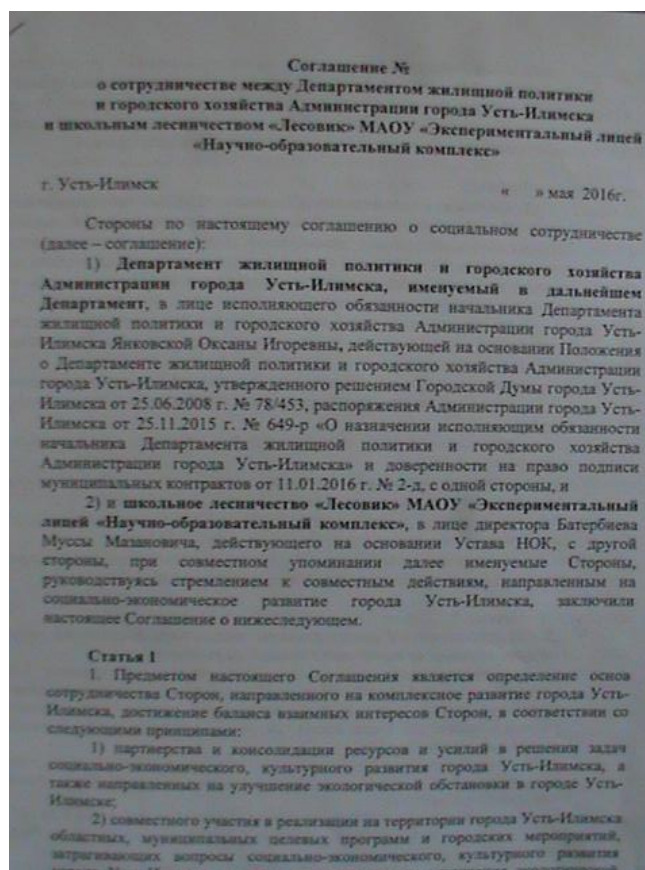 Соглашение №
о сотрудничестве между Департаментом жилищной политики
и городского хозяйства Администрации города Усть-Илимска
и школьным лесничеством «Лесовик» МАОУ «Экспериментальный лицей
«Научно-образовательный комплекс»
г. Усть-Илимск « » мая 2016г.
Стороны по настоящему соглашению о социальном сотрудничестве
(далее – соглашение):
1) Департамент жилищной политики и городского хозяйства
Администрации города Усть-Илимска, именуемый в дальнейшем
Департамент, в лице исполняющего обязанности начальника Департамента
жилищной политики и городского хозяйства Администрации города Усть-
Илимска Янковской Оксаны Игоревны, действующей на основании Положения
о Департаменте жилищной политики и городского хозяйства Администрации
города Усть-Илимска, утвержденного решением Городской Думы города Усть-
Илимска от 25.06.2008 г. № 78/453, распоряжения Администрации города Усть-
Илимска от 25.11.2015 г. № 649-р «О назначении исполняющим обязанности
начальника Департамента жилищной политики и городского хозяйства
Администрации города Усть-Илимска» и доверенности на право подписи
муниципальных контрактов от 11.01.2016 г. № 2-д, с одной стороны, и
2) и школьное лесничество «Лесовик» МАОУ «Экспериментальный
лицей «Научно-образовательный комплекс», в лице директора Батербиева
Муссы Мазановича, действующего на основании Устава НОК, с другой
стороны, при совместном упоминании далее именуемые Стороны,
руководствуясь стремлением к совместным действиям, направленным на
социально-экономическое развитие города Усть-Илимска, заключили
настоящее Соглашение о нижеследующем.
Статья 1
1. Предметом настоящего Соглашения является определение основ
сотрудничества Сторон, направленного на комплексное развитие города Усть-
Илимска, достижение баланса взаимных интересов Сторон, в соответствии со
следующими принципами:
1) партнерства и консолидации ресурсов и усилий в решении задач
социально-экономического, культурного развития города Усть-Илимска, а
также направленных на улучшение экологической обстановки в городе Усть-
Илимске;
2) совместного участия в реализации на территории города Усть-Илимска
областных, муниципальных целевых программ и городских мероприятий,
затрагивающих вопросы социально-экономического, культурного развития